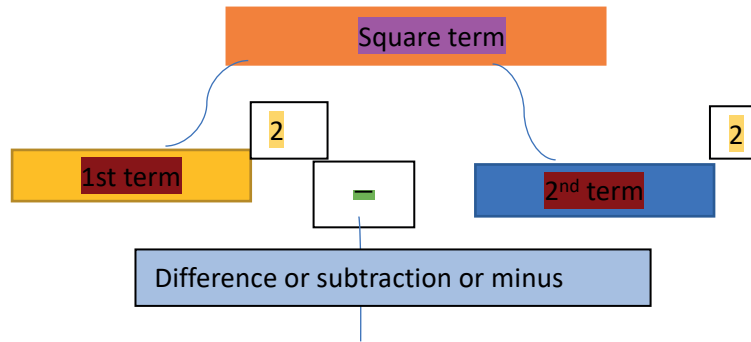 Square term
2
2
1st term
2nd term
–
Difference or subtraction or minus